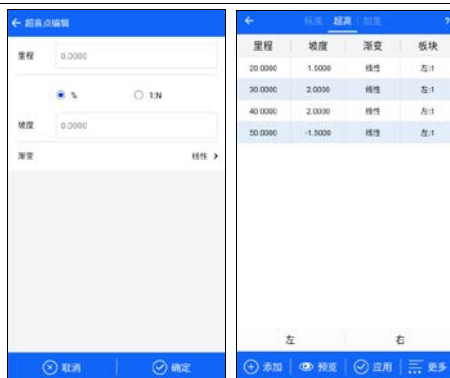 超高点编辑
里程 0.0000
% 1:N
坡度 0.0000
渐变 线性
取消 确定
标准 超高 加宽 ?
里程 坡度 渐变 板块
20.0000 -1.5000 线性 左:1
30.0000 2.0000 线性 左:1
40.0000 2.0000 线性 左:1
50.0000 -1.5000 线性 左:1
左 右
添加 预览 应用 更多